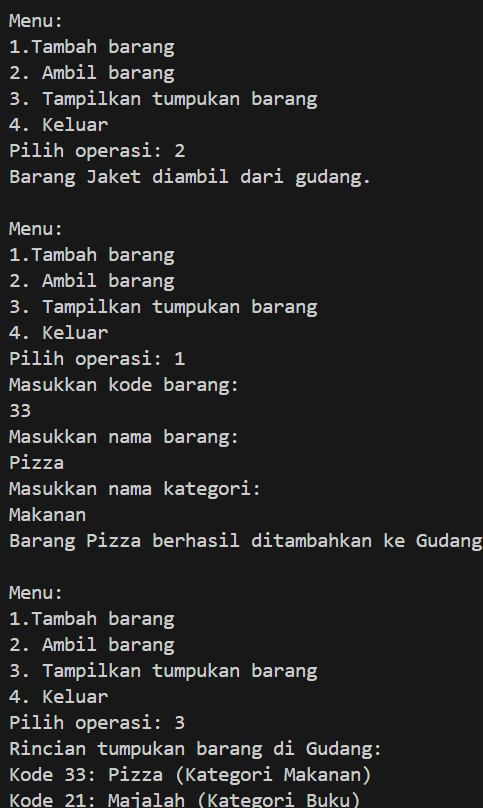 Menu:
1.Tambah barang
2. Ambil barang
3. Tampilkan tumpukan barang
4. Keluar
Pilih operasi: 2
Barang Jaket diambil dari gudang.
Menu:
1.Tambah barang
2. Ambil barang
3. Tampilkan tumpukan barang
4. Keluar
Pilih operasi: 1
Masukkan kode barang:
33
Masukkan nama barang:
Pizza
Masukkan nama kategori:
Makanan
Barang Pizza berhasil ditambahkan ke Gudang
Menu:
1.Tambah barang
2. Ambil barang
3. Tampilkan tumpukan barang
4. Keluar
Pilih operasi: 3
Rincian tumpukan barang di Gudang:
Kode 33: Pizza (Kategori Makanan)
Kode 21: Majalah (Kategori Buku)